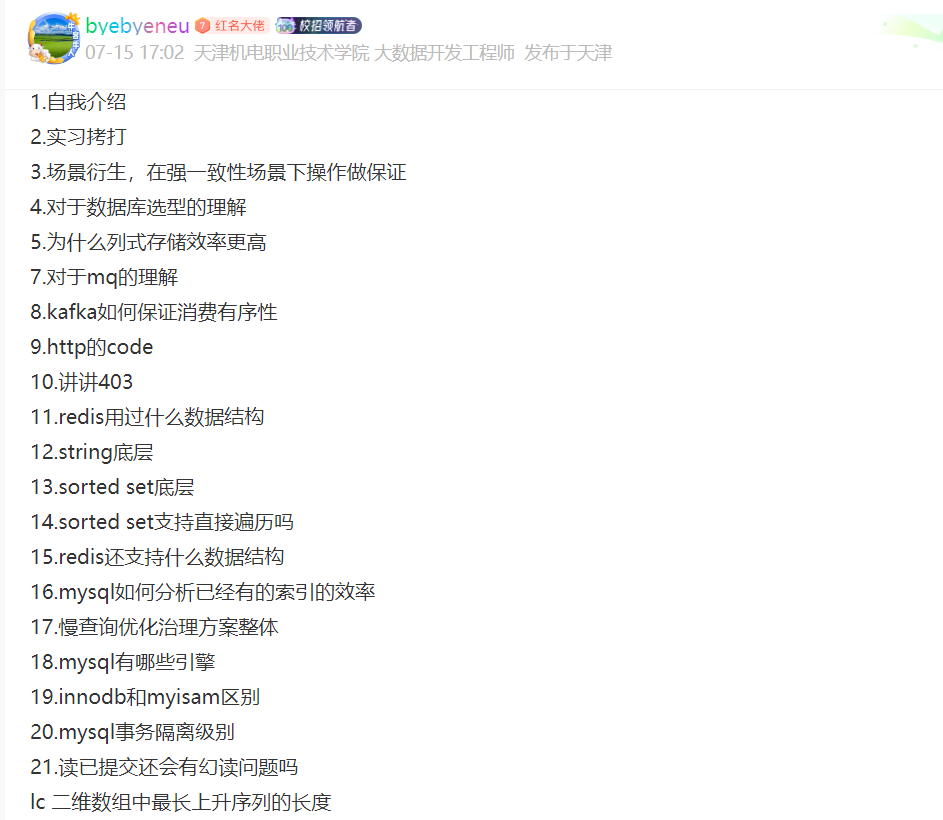 byebyeneu 7 红名大佬 100 校招领航者
07-15 17:02 天津机电职业技术学院 大数据开发工程师 发布于天津
1.自我介绍
2.实习拷打
3.场景衍生，在强一致性场景下操作做保证
4.对于数据库选型的理解
5.为什么列式存储效率更高
7.对于mq的理解
8.kafka如何保证消费有序性
9.http的code
10.讲讲403
11.redis用过什么数据结构
12.string底层
13.sorted set底层
14.sorted set支持直接遍历吗
15.redis还支持什么数据结构
16.mysql如何分析已经有的索引的效率
17.慢查询优化治理方案整体
18.mysql有哪些引擎
19.innodb和myisam区别
20.mysql事务隔离级别
21.读已提交还会有幻读问题吗
lc 二维数组中最长上升序列的长度